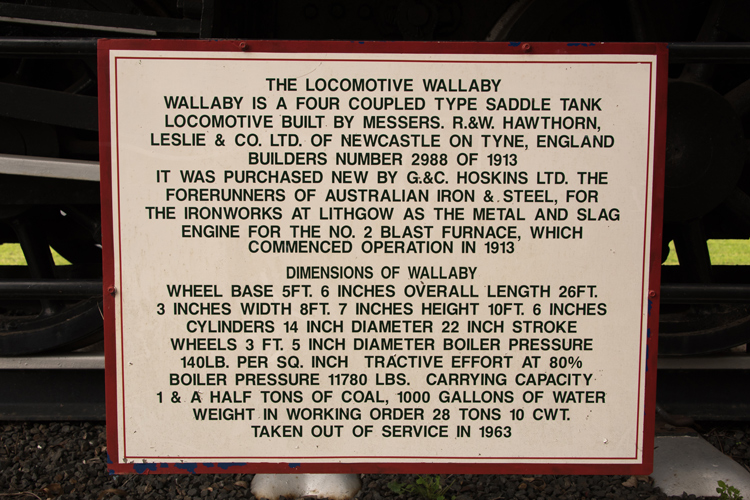 THE LOCOMOTIVE WALLABY
WALLABY IS A FOUR COUPLED TYPE SADDLE TANK
LOCOMOTIVE BUILT BY MESSERS. R.&W. HAWTHORN,
LESLIE & CO. LTD. OF NEWCASTLE ON TYNE, ENGLAND
BUILDERS NUMBER 2988 OF 1913
IT WAS PURCHASED NEW BY G.&C. HOSKINS LTD. THE
FORERUNNERS OF AUSTRALIAN IRON & STEEL, FOR
THE IRONWORKS AT LITHGOW AS THE METAL AND SLAG
ENGINE FOR THE NO. 2 BLAST FURNACE, WHICH
COMMENCED OPERATION IN 1913
DIMENSIONS OF WALLABY
WHEEL BASE 5FT. 6 INCHES OVERALL LENGTH 26FT.
3 INCHES WIDTH 8FT. 7 INCHES HEIGHT 10FT. 6 INCHES
CYLINDERS 14 INCH DIAMETER 22 INCH STROKE
WHEELS 3 FT. 5 INCH DIAMETER BOILER PRESSURE
140LB. PER SQ. INCH TRACTIVE EFFORT AT 80%
BOILER PRESSURE 11780 LBS. CARRYING CAPACITY
1 & A HALF TONS OF COAL, 1000 GALLONS OF WATER
WEIGHT IN WORKING ORDER 28 TONS 10 CWT.
TAKEN OUT OF SERVICE IN 1963